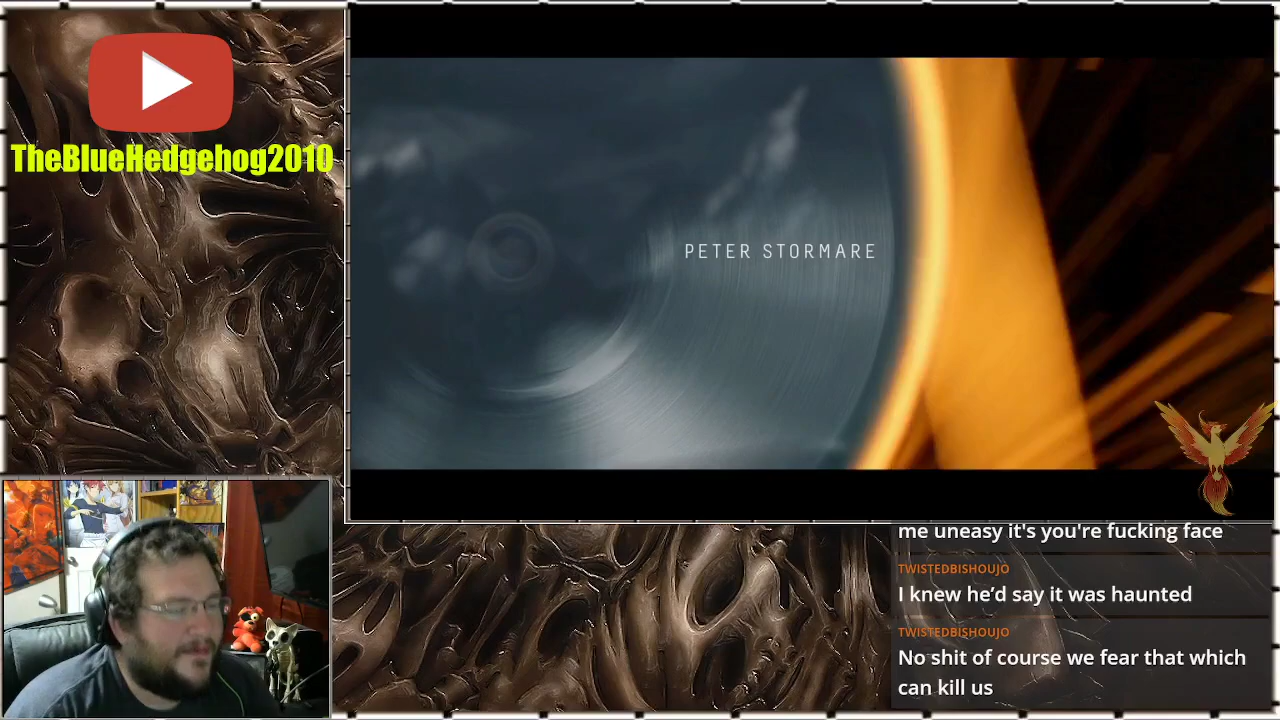 TheBlueHedgehog2010
PETER STORMARE
me uneasy it's you're fucking face
TWISTEDBISHOUJO
I knew he’d say it was haunted
TWISTEDBISHOUJO
No shit of course we fear that which
can kill us